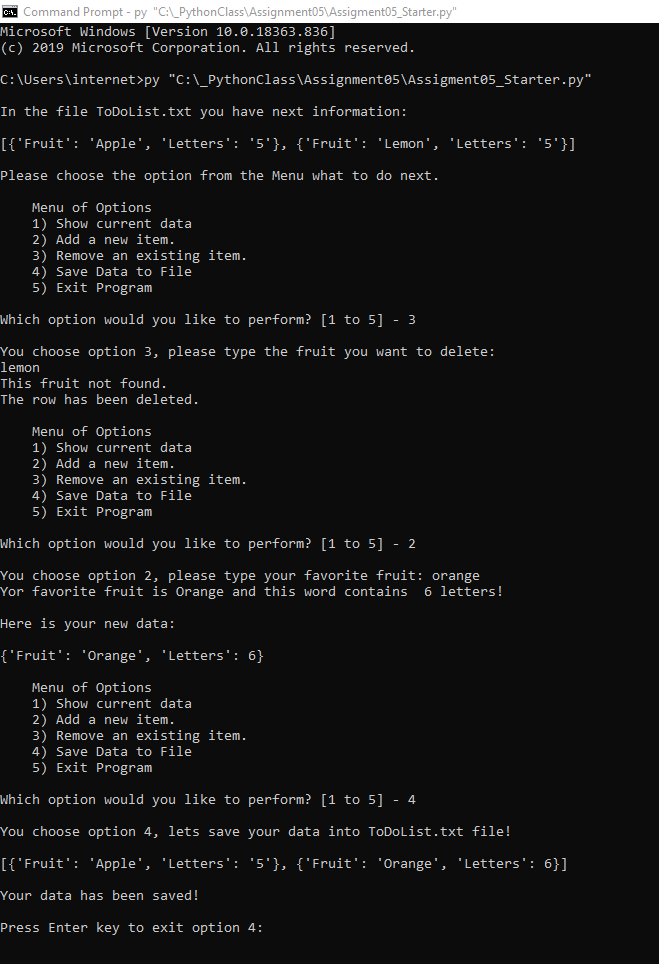 Command Prompt - py "C:\_PythonClass\Assignment05\Assigment05_Starter.py"
Microsoft Windows [Version 10.0.18363.836]
(c) 2019 Microsoft Corporation. All rights reserved.
C:\Users\internet>py "C:\_PythonClass\Assignment05\Assigment05_Starter.py"
In the file ToDoList.txt you have next information:
[{'Fruit': 'Apple', 'Letters': '5'}, {'Fruit': 'Lemon', 'Letters': '5'}]
Please choose the option from the Menu what to do next.
Menu of Options
1) Show current data
2) Add a new item.
3) Remove an existing item.
4) Save Data to File
5) Exit Program
Which option would you like to perform? [1 to 5] - 3
You choose option 3, please type the fruit you want to delete:
lemon
This fruit not found.
The row has been deleted.
Menu of Options
1) Show current data
2) Add a new item.
3) Remove an existing item.
4) Save Data to File
5) Exit Program
Which option would you like to perform? [1 to 5] - 2
You choose option 2, please type your favorite fruit: orange
Yor favorite fruit is Orange and this word contains  6 letters!
Here is your new data:
{'Fruit': 'Orange', 'Letters': 6}
Menu of Options
1) Show current data
2) Add a new item.
3) Remove an existing item.
4) Save Data to File
5) Exit Program
Which option would you like to perform? [1 to 5] - 4
You choose option 4, lets save your data into ToDoList.txt file!
[{'Fruit': 'Apple', 'Letters': '5'}, {'Fruit': 'Orange', 'Letters': 6}]
Your data has been saved!
Press Enter key to exit option 4: